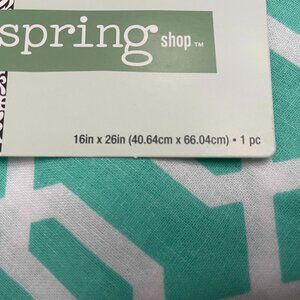 spring shop™
16in x 26in (40.64cm x 66.04cm) • 1 pc